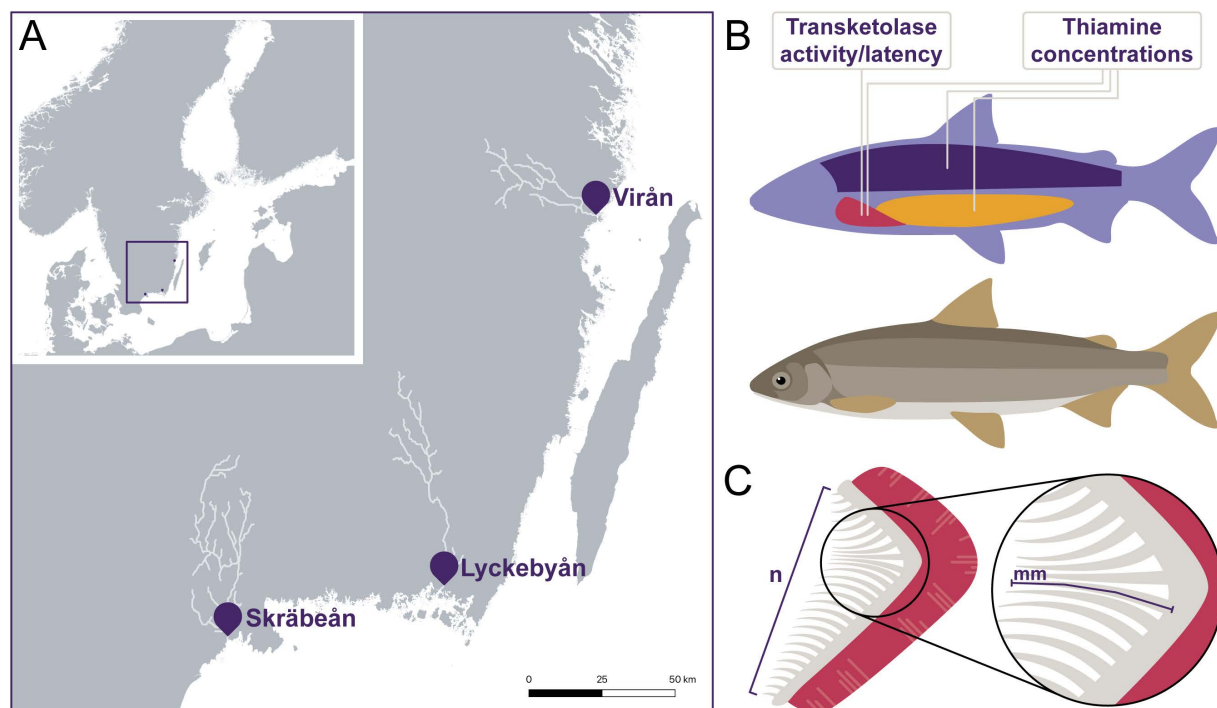 A
Virån
Lyckebyån
Skräbeån
0 25 50 km
B
Transketolase
activity/latency
Thiamine
concentrations
C
n
mm